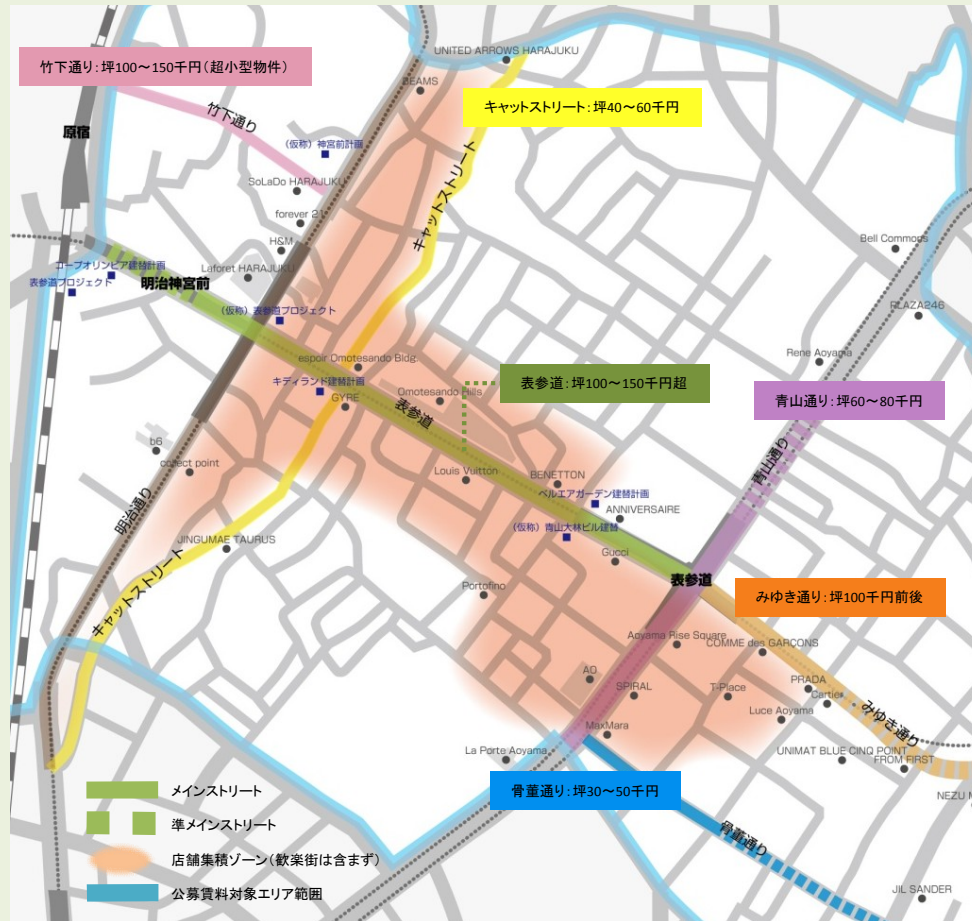 UNITED ARROWS HARAJUKU
竹下通り：坪100～150千円（超小型物件）
BEAMS
キャットストリート：坪40～60千円
竹下通り
原宿
（仮称）神宮前計画
SoLaDo HARAJUKU
キャットストリート
forever 21
H&M
Bell Commons
コープオリンピア建替計画
Laforet HARAJUKU
表参道プロジェクト
明治神宮前
（仮称）表参道プロジェクト
PLAZA246
espoir Omotesando Bldg.
Rene Aoyama
キディランド建替計画
表参道：坪100～150千円超
Omotesando Hills
GYRE
表参道
青山通り：坪60～80千円
b6
青山通り
conect point
Louis Vuitton
BENETTON
ベルエアガーデン建替計画
明治通り
ANNIVERSAIRE
（仮称）青山大林ビル建替
JINGUMAE TAURUS
Gucci
表参道
キャットストリート
Portofino
みゆき通り：坪100千円前後
Aoyama Rise Square
COMME des GARÇONS
AO
PRADA
SPIRAL
T-Place
Cartier
Luce Aoyama
みゆき通り
MaxMara
La Porte Aoyama
UNIMAT BLUE CINQ POINT
FROM FIRST
骨董通り：坪30～50千円
メインストリート
NEZU M
準メインストリート
骨董通り
店舗集積ゾーン（歓楽街は含まず）
公募賃料対象エリア範囲
JIL SANDER